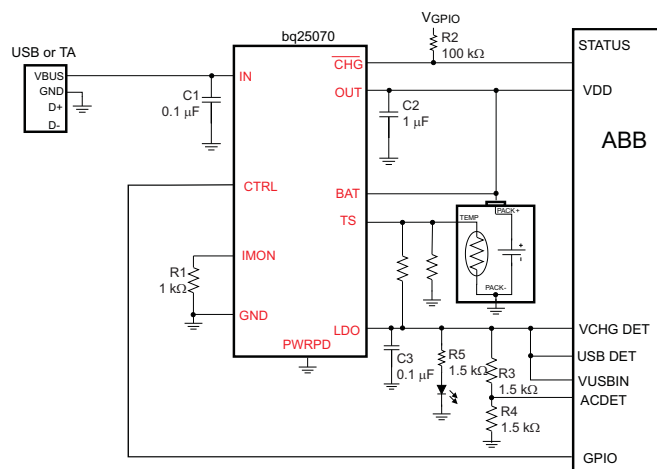 bq25070
VGPIO
R2
100 kΩ
USB or TA
VBUS
GND
D+
D-
C1
0.1 μF
IN
CHG
OUT
CTRL
BAT
TS
IMON
GND
LDO
PWRPD
R1
1 kΩ
C2
1 μF
TEMP
PACK+
+
-
PACK-
C3
0.1 μF
R5
1.5 kΩ
R3
1.5 kΩ
R4
1.5 kΩ
STATUS
VDD
ABB
VCHG DET
USB DET
VUSBIN
ACDET
GPIO